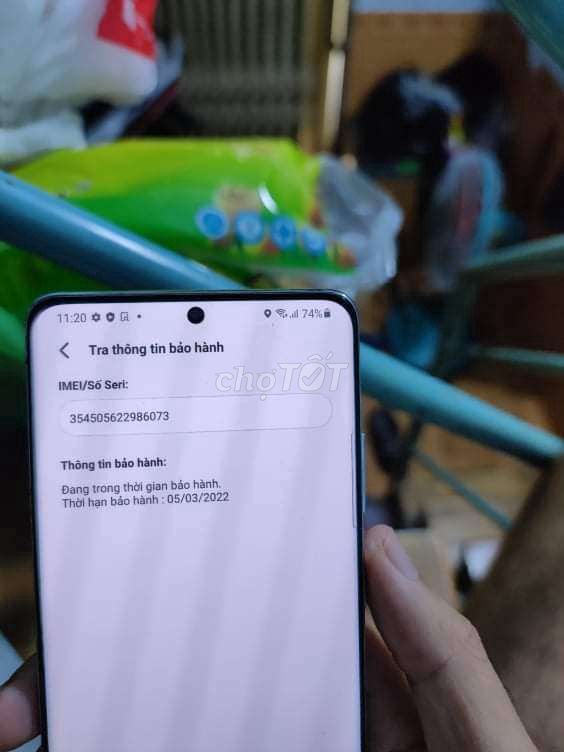 11:20
74%
Tra thông tin bảo hành
chợTỐT
IMEI/Số Seri:
354505622986073
Thông tin bảo hành:
Đang trong thời gian bảo hành.
Thời hạn bảo hành : 05/03/2022